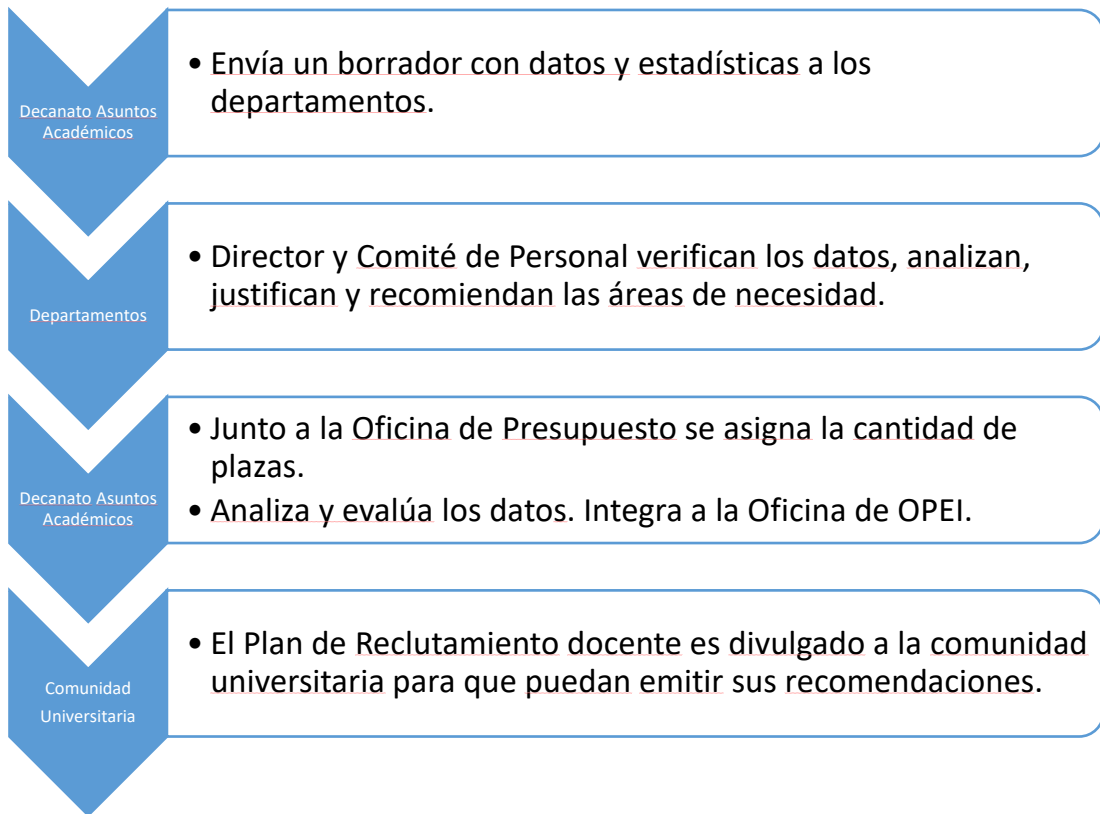 Decanato Asuntos
Académicos
• Envía un borrador con datos y estadísticas a los
departamentos.
Departamentos
• Director y Comité de Personal verifican los datos, analizan,
justifican y recomiendan las áreas de necesidad.
Decanato Asuntos
Académicos
• Junto a la Oficina de Presupuesto se asigna la cantidad de
plazas.
• Analiza y evalúa los datos. Integra a la Oficina de OPEI.
Comunidad
Universitaria
• El Plan de Reclutamiento docente es divulgado a la comunidad
universitaria para que puedan emitir sus recomendaciones.